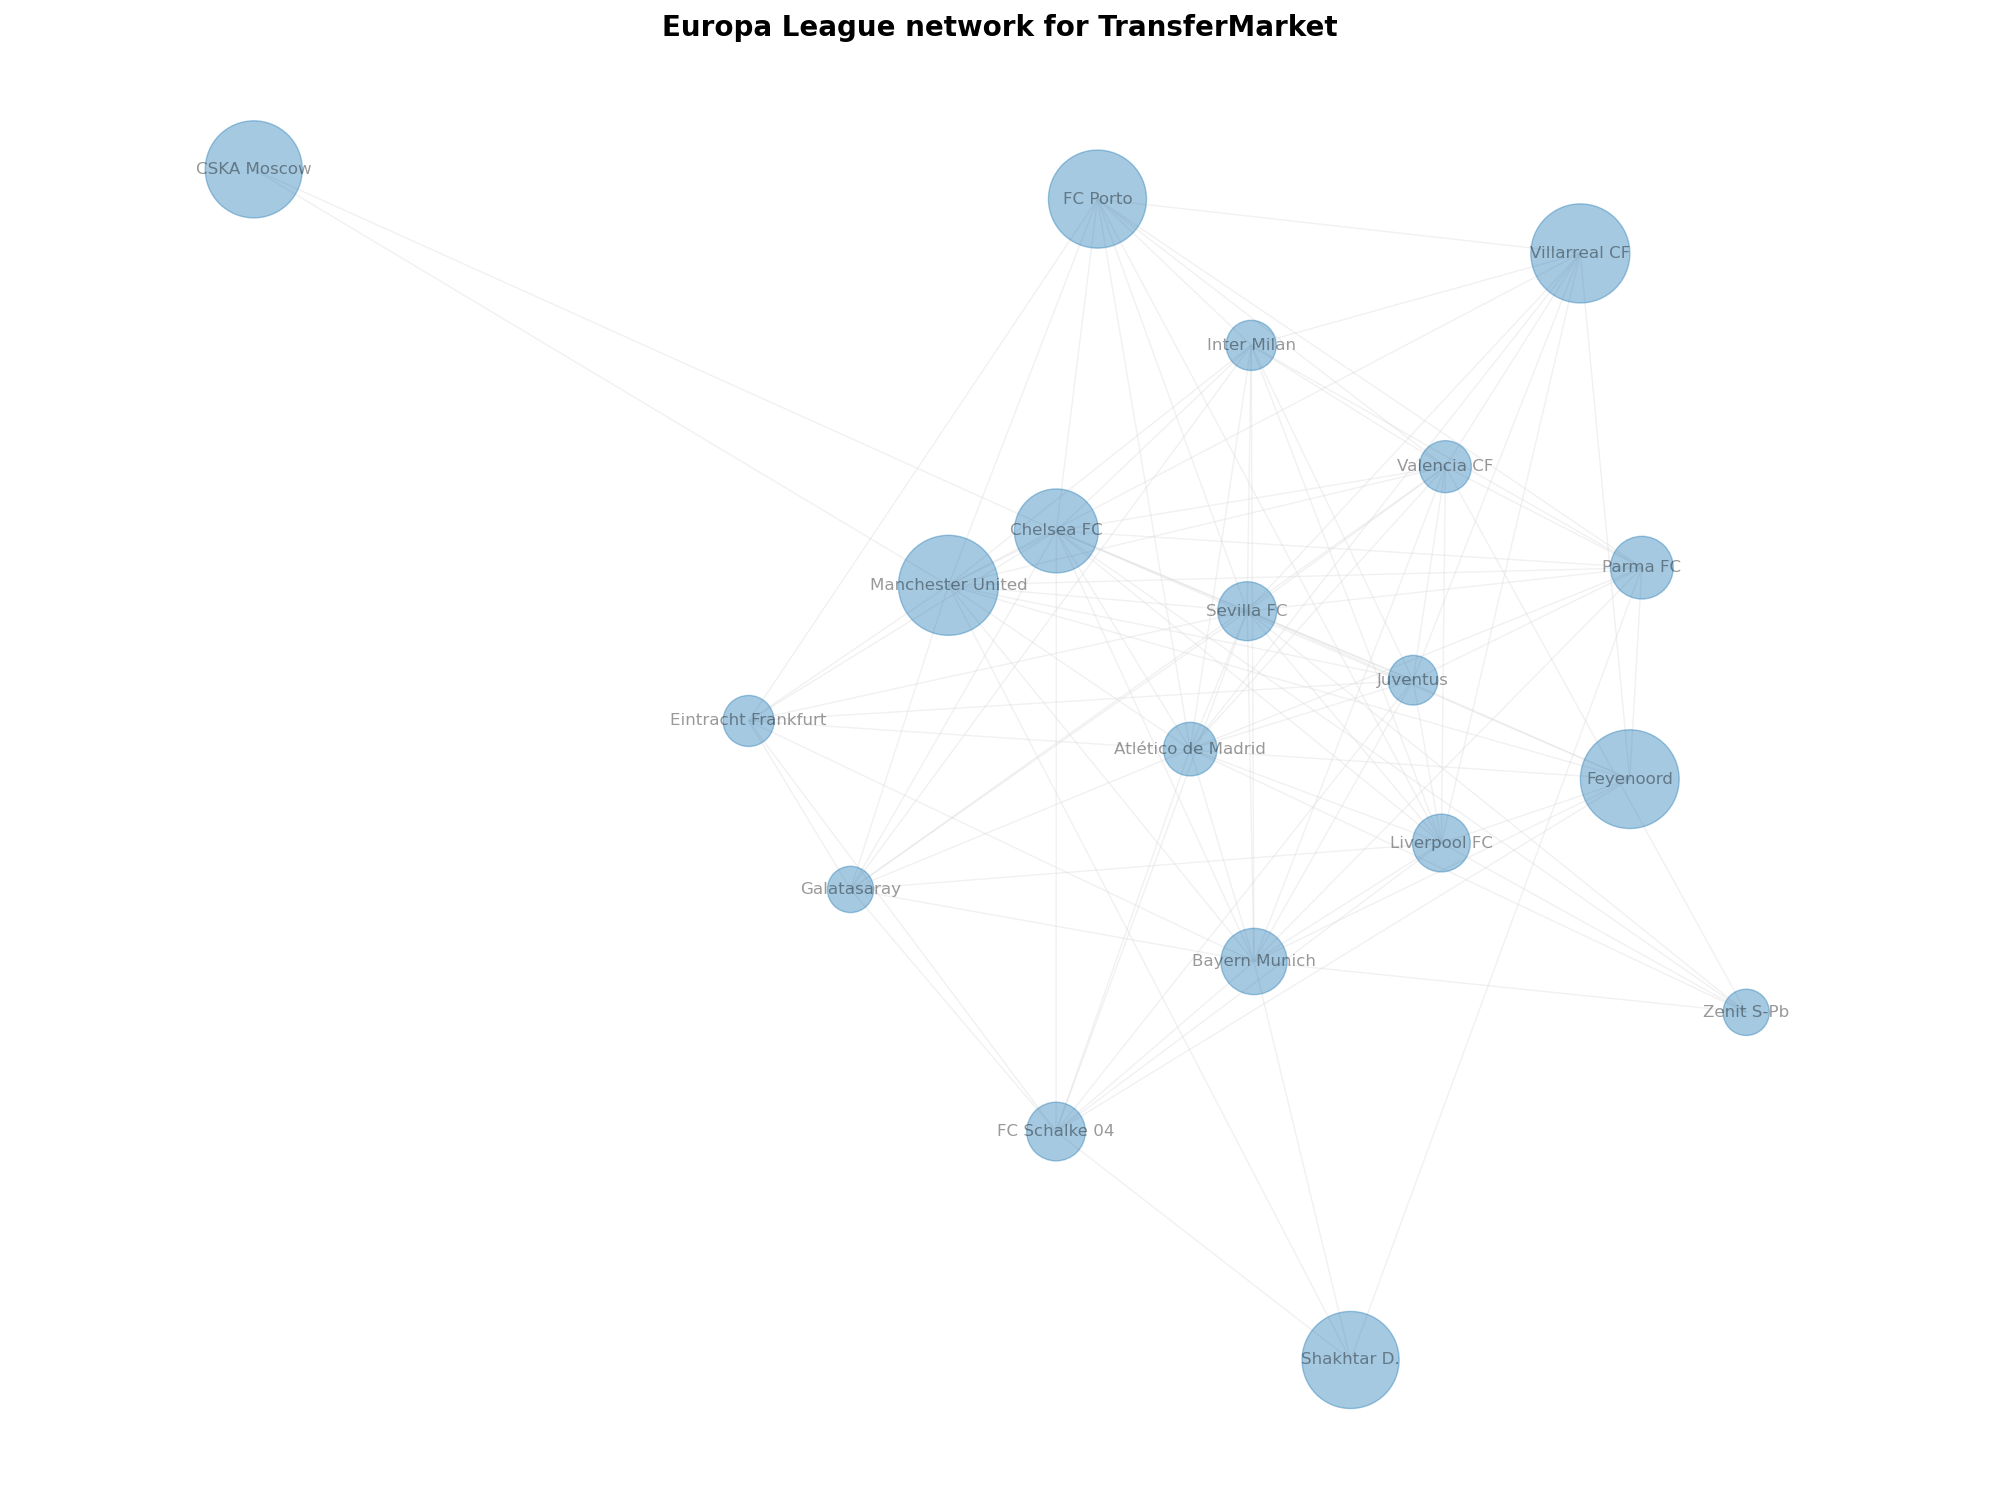 Europa League network for TransferMarket
CSKA Moscow
FC Porto
Villarreal CF
Inter Milan
Valencia CF
Chelsea FC
Parma FC
Manchester United
Sevilla FC
Juventus
Eintracht Frankfurt
Atlético de Madrid
Feyenoord
Liverpool FC
Galatasaray
Bayern Munich
Zenit S-Pb
FC Schalke 04
Shakhtar D.